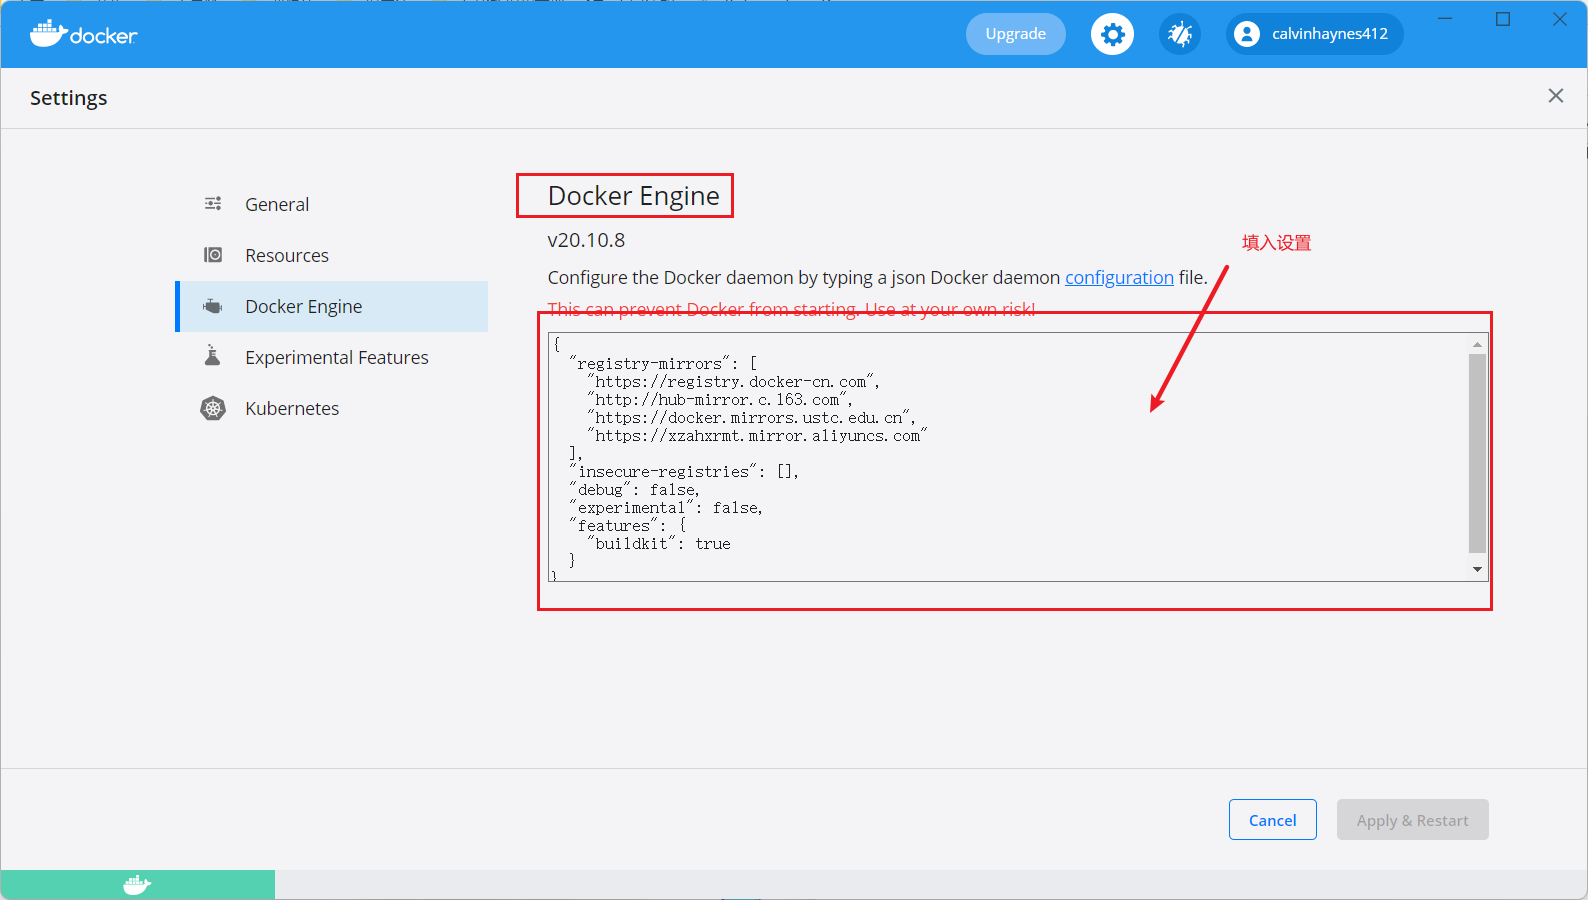 docker
Upgrade
calvinhaynes412
Settings
General
Resources
Docker Engine
Experimental Features
Kubernetes
Docker Engine
v20.10.8
填入设置
Configure the Docker daemon by typing a json Docker daemon configuration file.
This can prevent Docker from starting. Use at your own risk!
{
"registry-mirrors": [
"https://registry.docker-cn.com",
"http://hub-mirror.c.163.com",
"https://docker.mirrors.ustc.edu.cn",
"https://xzahxrmt.mirror.aliyuncs.com"
],
"insecure-registries": [],
"debug": false,
"experimental": false,
"features": {
"buildkit": true
}
}
Cancel
Apply & Restart